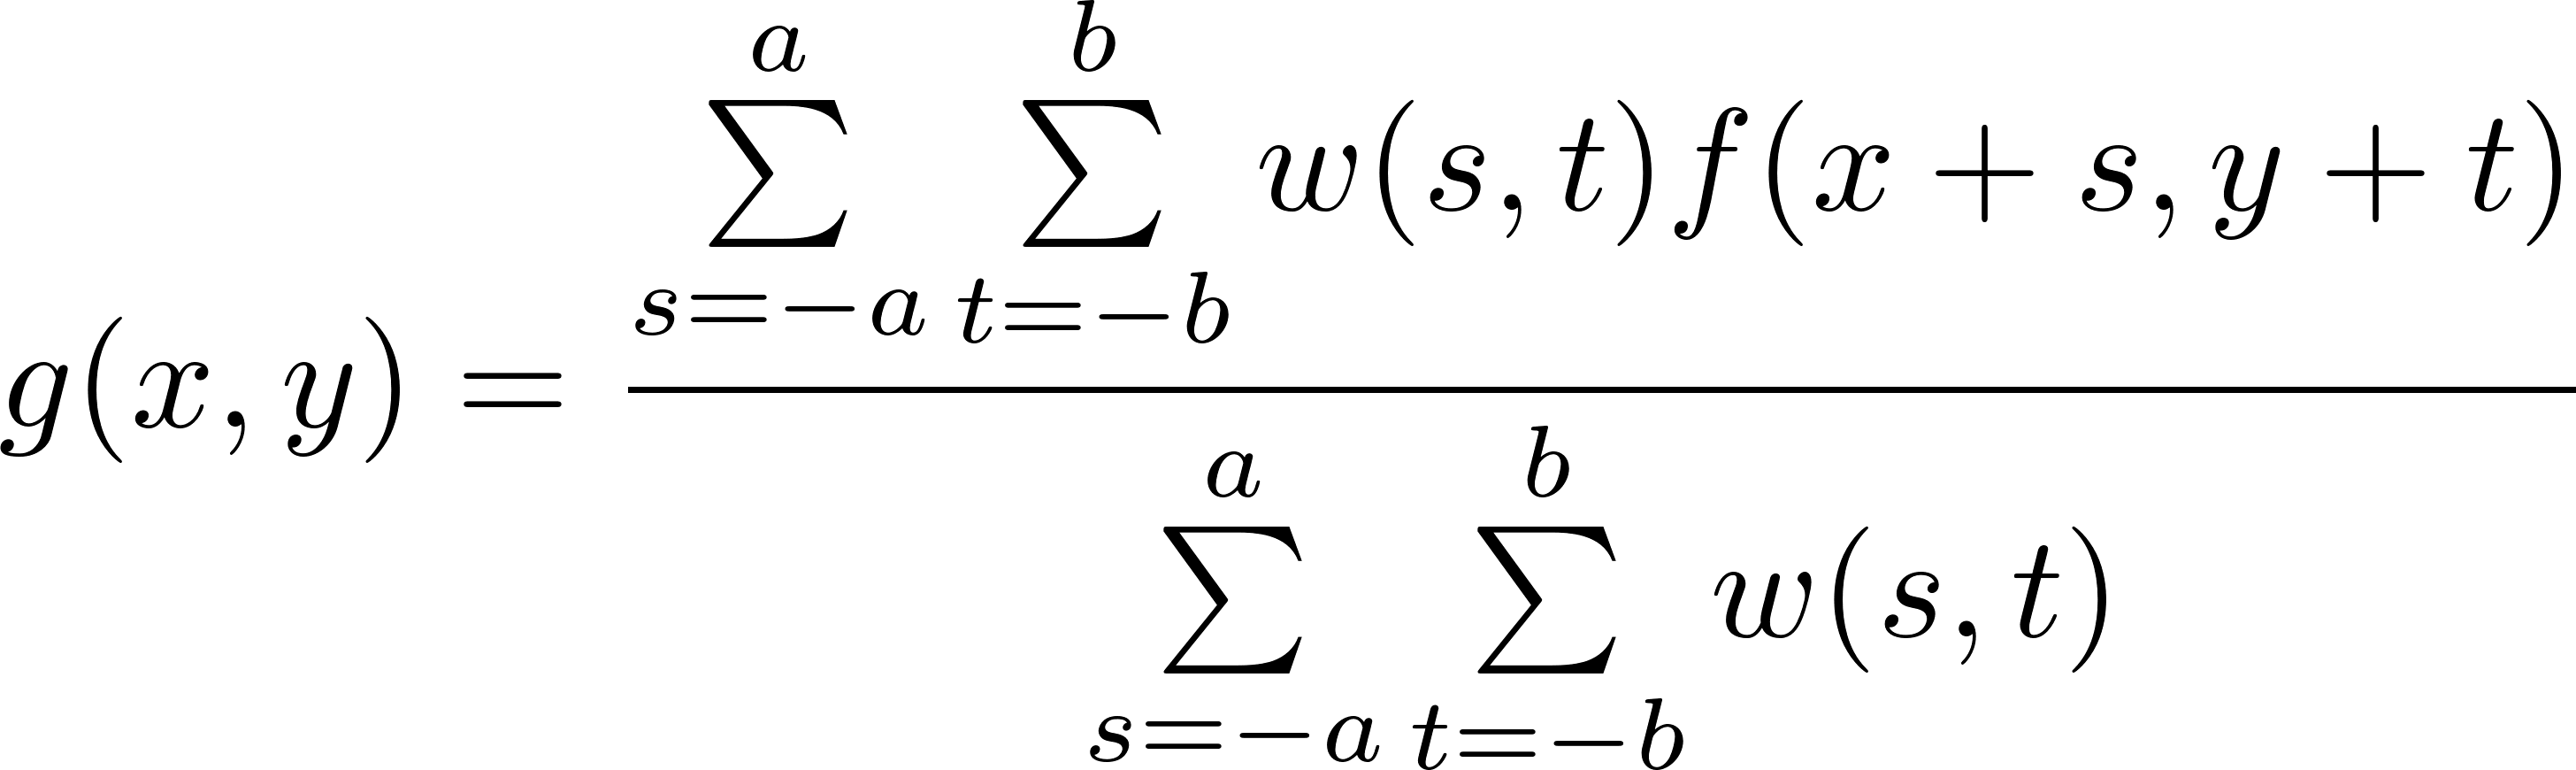 g(x, y) = \frac{\sum_{s=-a}^{a} \sum_{t=-b}^{b} w(s, t) f(x + s, y + t)}{\sum_{s=-a}^{a} \sum_{t=-b}^{b} w(s, t)}